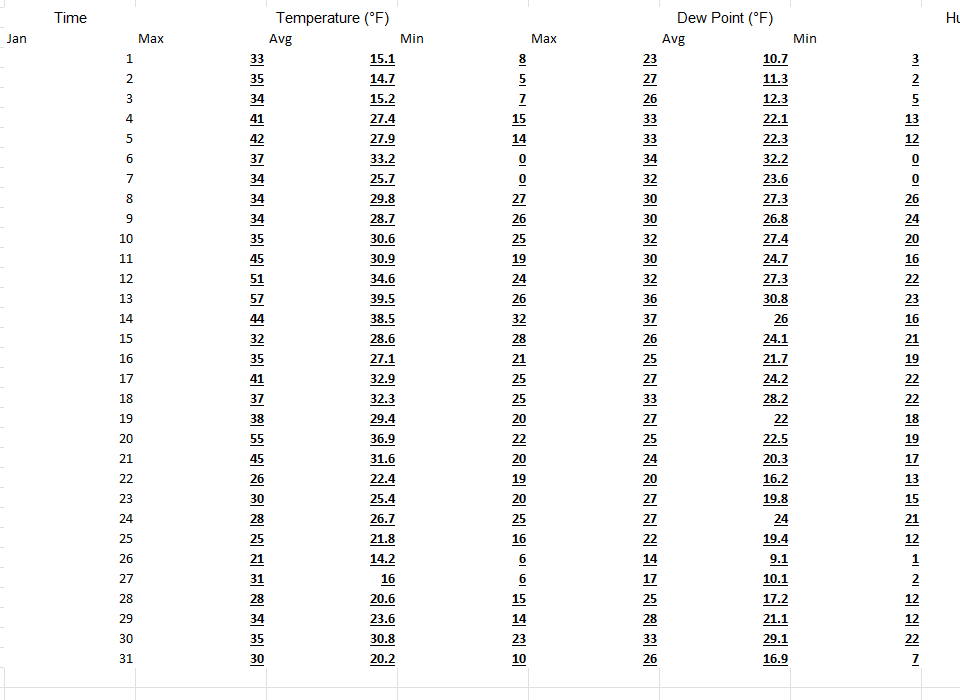 Time Temperature (°F) Dew Point (°F) Hu
Jan Max Avg Min Max Avg Min
1 33 15.1 8 23 10.7 3
2 35 14.7 5 27 11.3 2
3 34 15.2 7 26 12.3 5
4 41 27.4 15 33 22.1 13
5 42 27.9 14 33 22.3 12
6 37 33.2 0 34 32.2 0
7 34 25.7 0 32 23.6 0
8 34 29.8 27 30 27.3 26
9 34 28.7 26 30 26.8 24
10 35 30.6 25 32 27.4 20
11 45 30.9 19 30 24.7 16
12 51 34.6 24 32 27.3 22
13 57 39.5 26 36 30.8 23
14 44 38.5 32 37 26 16
15 32 28.6 28 26 24.1 21
16 35 27.1 21 25 21.7 19
17 41 32.9 25 27 24.2 22
18 37 32.3 25 33 28.2 22
19 38 29.4 20 27 22 18
20 55 36.9 22 25 22.5 19
21 45 31.6 20 24 20.3 17
22 26 22.4 19 20 16.2 13
23 30 25.4 20 27 19.8 15
24 28 26.7 25 27 24 21
25 25 21.8 16 22 19.4 12
26 21 14.2 6 14 9.1 1
27 31 16 6 17 10.1 2
28 28 20.6 15 25 17.2 12
29 34 23.6 14 28 21.1 12
30 35 30.8 23 33 29.1 22
31 30 20.2 10 26 16.9 7